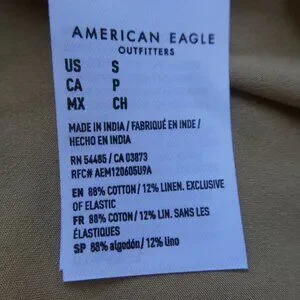 AMERICAN EAGLE
OUTFITTERS
US S
CA P
MX CH
MADE IN INDIA / FABRIQUÉ EN INDE /
HECHO EN INDIA
RN 54485 / CA 03873
RFC# AEM120605U9A
EN 88% COTTON / 12% LINEN. EXCLUSIVE
OF ELASTIC
FR 88% COTON / 12% LIN. SANS LES
ÉLASTIQUES
SP 88% algodón / 12% lino